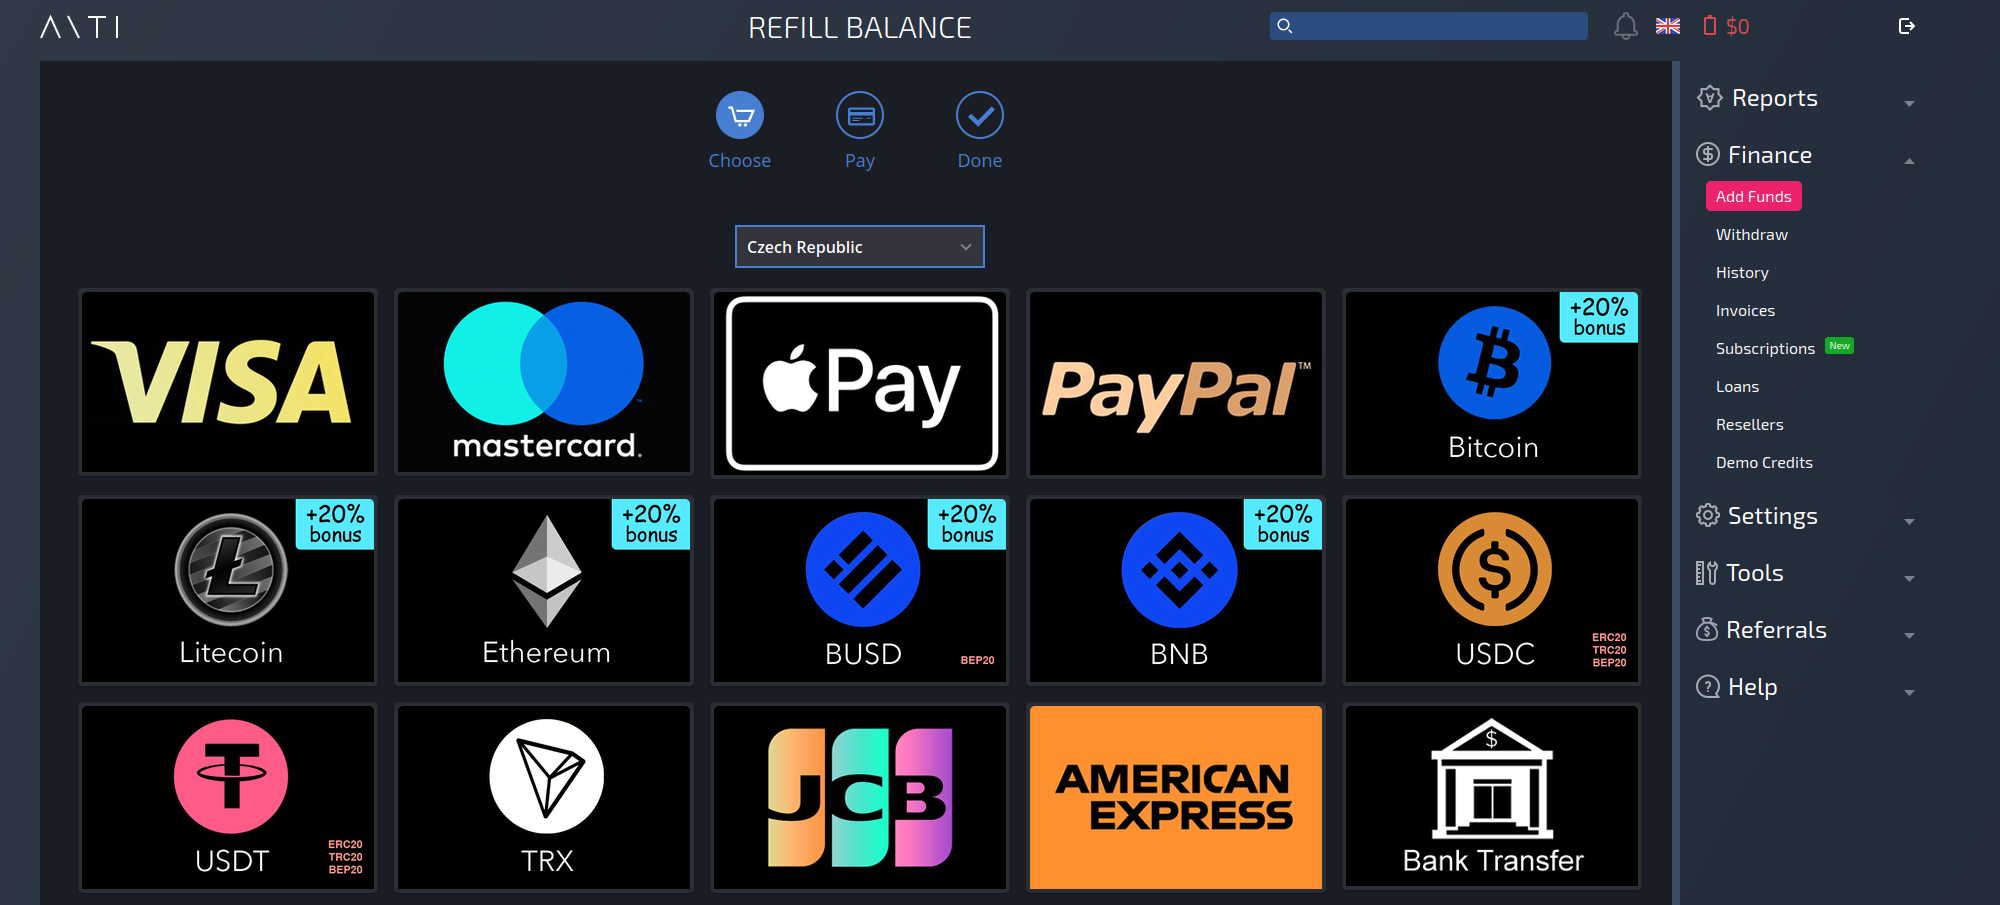 REFILL BALANCE
$0
Choose
Pay
Done
Czech Republic
VISA
mastercard.
Pay
PayPal™
+20%
bonus
Bitcoin
+20%
bonus
Litecoin
+20%
bonus
Ethereum
+20%
bonus
BUSD
BEP20
+20%
bonus
BNB
USDC
ERC20
TRC20
BEP20
USDT
ERC20
TRC20
BEP20
TRX
JCB
AMERICAN
EXPRESS
Bank Transfer
Reports
Finance
Add Funds
Withdraw
History
Invoices
Subscriptions New
Loans
Resellers
Demo Credits
Settings
Tools
Referrals
Help